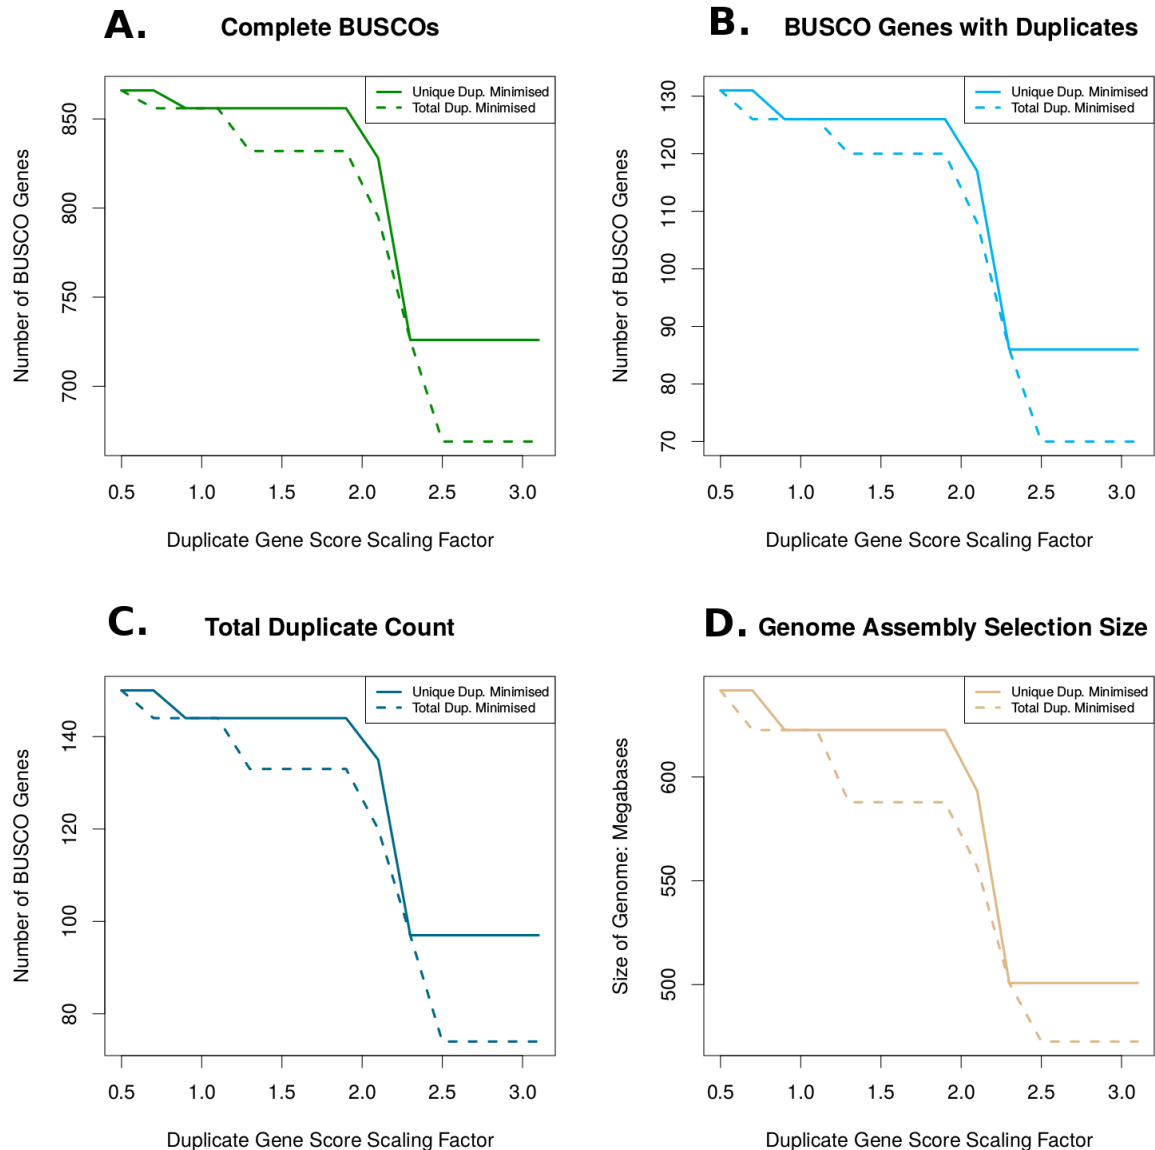 A. Complete BUSCOs
Unique Dup. Minimised
Total Dup. Minimised
Number of BUSCO Genes
850
800
750
700
0.5 1.0 1.5 2.0 2.5 3.0
Duplicate Gene Score Scaling Factor
B. BUSCO Genes with Duplicates
Unique Dup. Minimised
Total Dup. Minimised
Number of BUSCO Genes
130
120
110
100
90
80
70
0.5 1.0 1.5 2.0 2.5 3.0
Duplicate Gene Score Scaling Factor
C. Total Duplicate Count
Unique Dup. Minimised
Total Dup. Minimised
Number of BUSCO Genes
140
120
100
80
0.5 1.0 1.5 2.0 2.5 3.0
Duplicate Gene Score Scaling Factor
D. Genome Assembly Selection Size
Unique Dup. Minimised
Total Dup. Minimised
Size of Genome: Megabases
600
550
500
0.5 1.0 1.5 2.0 2.5 3.0
Duplicate Gene Score Scaling Factor